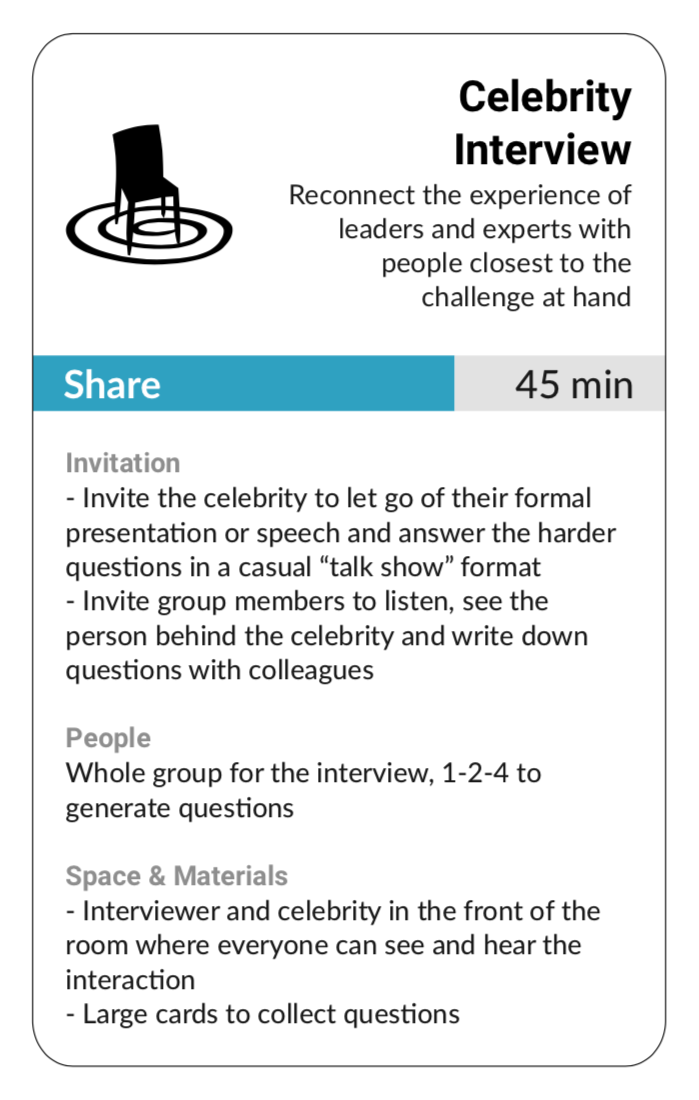 Celebrity
Interview
Reconnect the experience of
leaders and experts with
people closest to the
challenge at hand
Share
45 min
Invitation
- Invite the celebrity to let go of their formal
presentation or speech and answer the harder
questions in a casual “talk show” format
- Invite group members to listen, see the
person behind the celebrity and write down
questions with colleagues
People
Whole group for the interview, 1-2-4 to
generate questions
Space & Materials
- Interviewer and celebrity in the front of the
room where everyone can see and hear the
interaction
- Large cards to collect questions